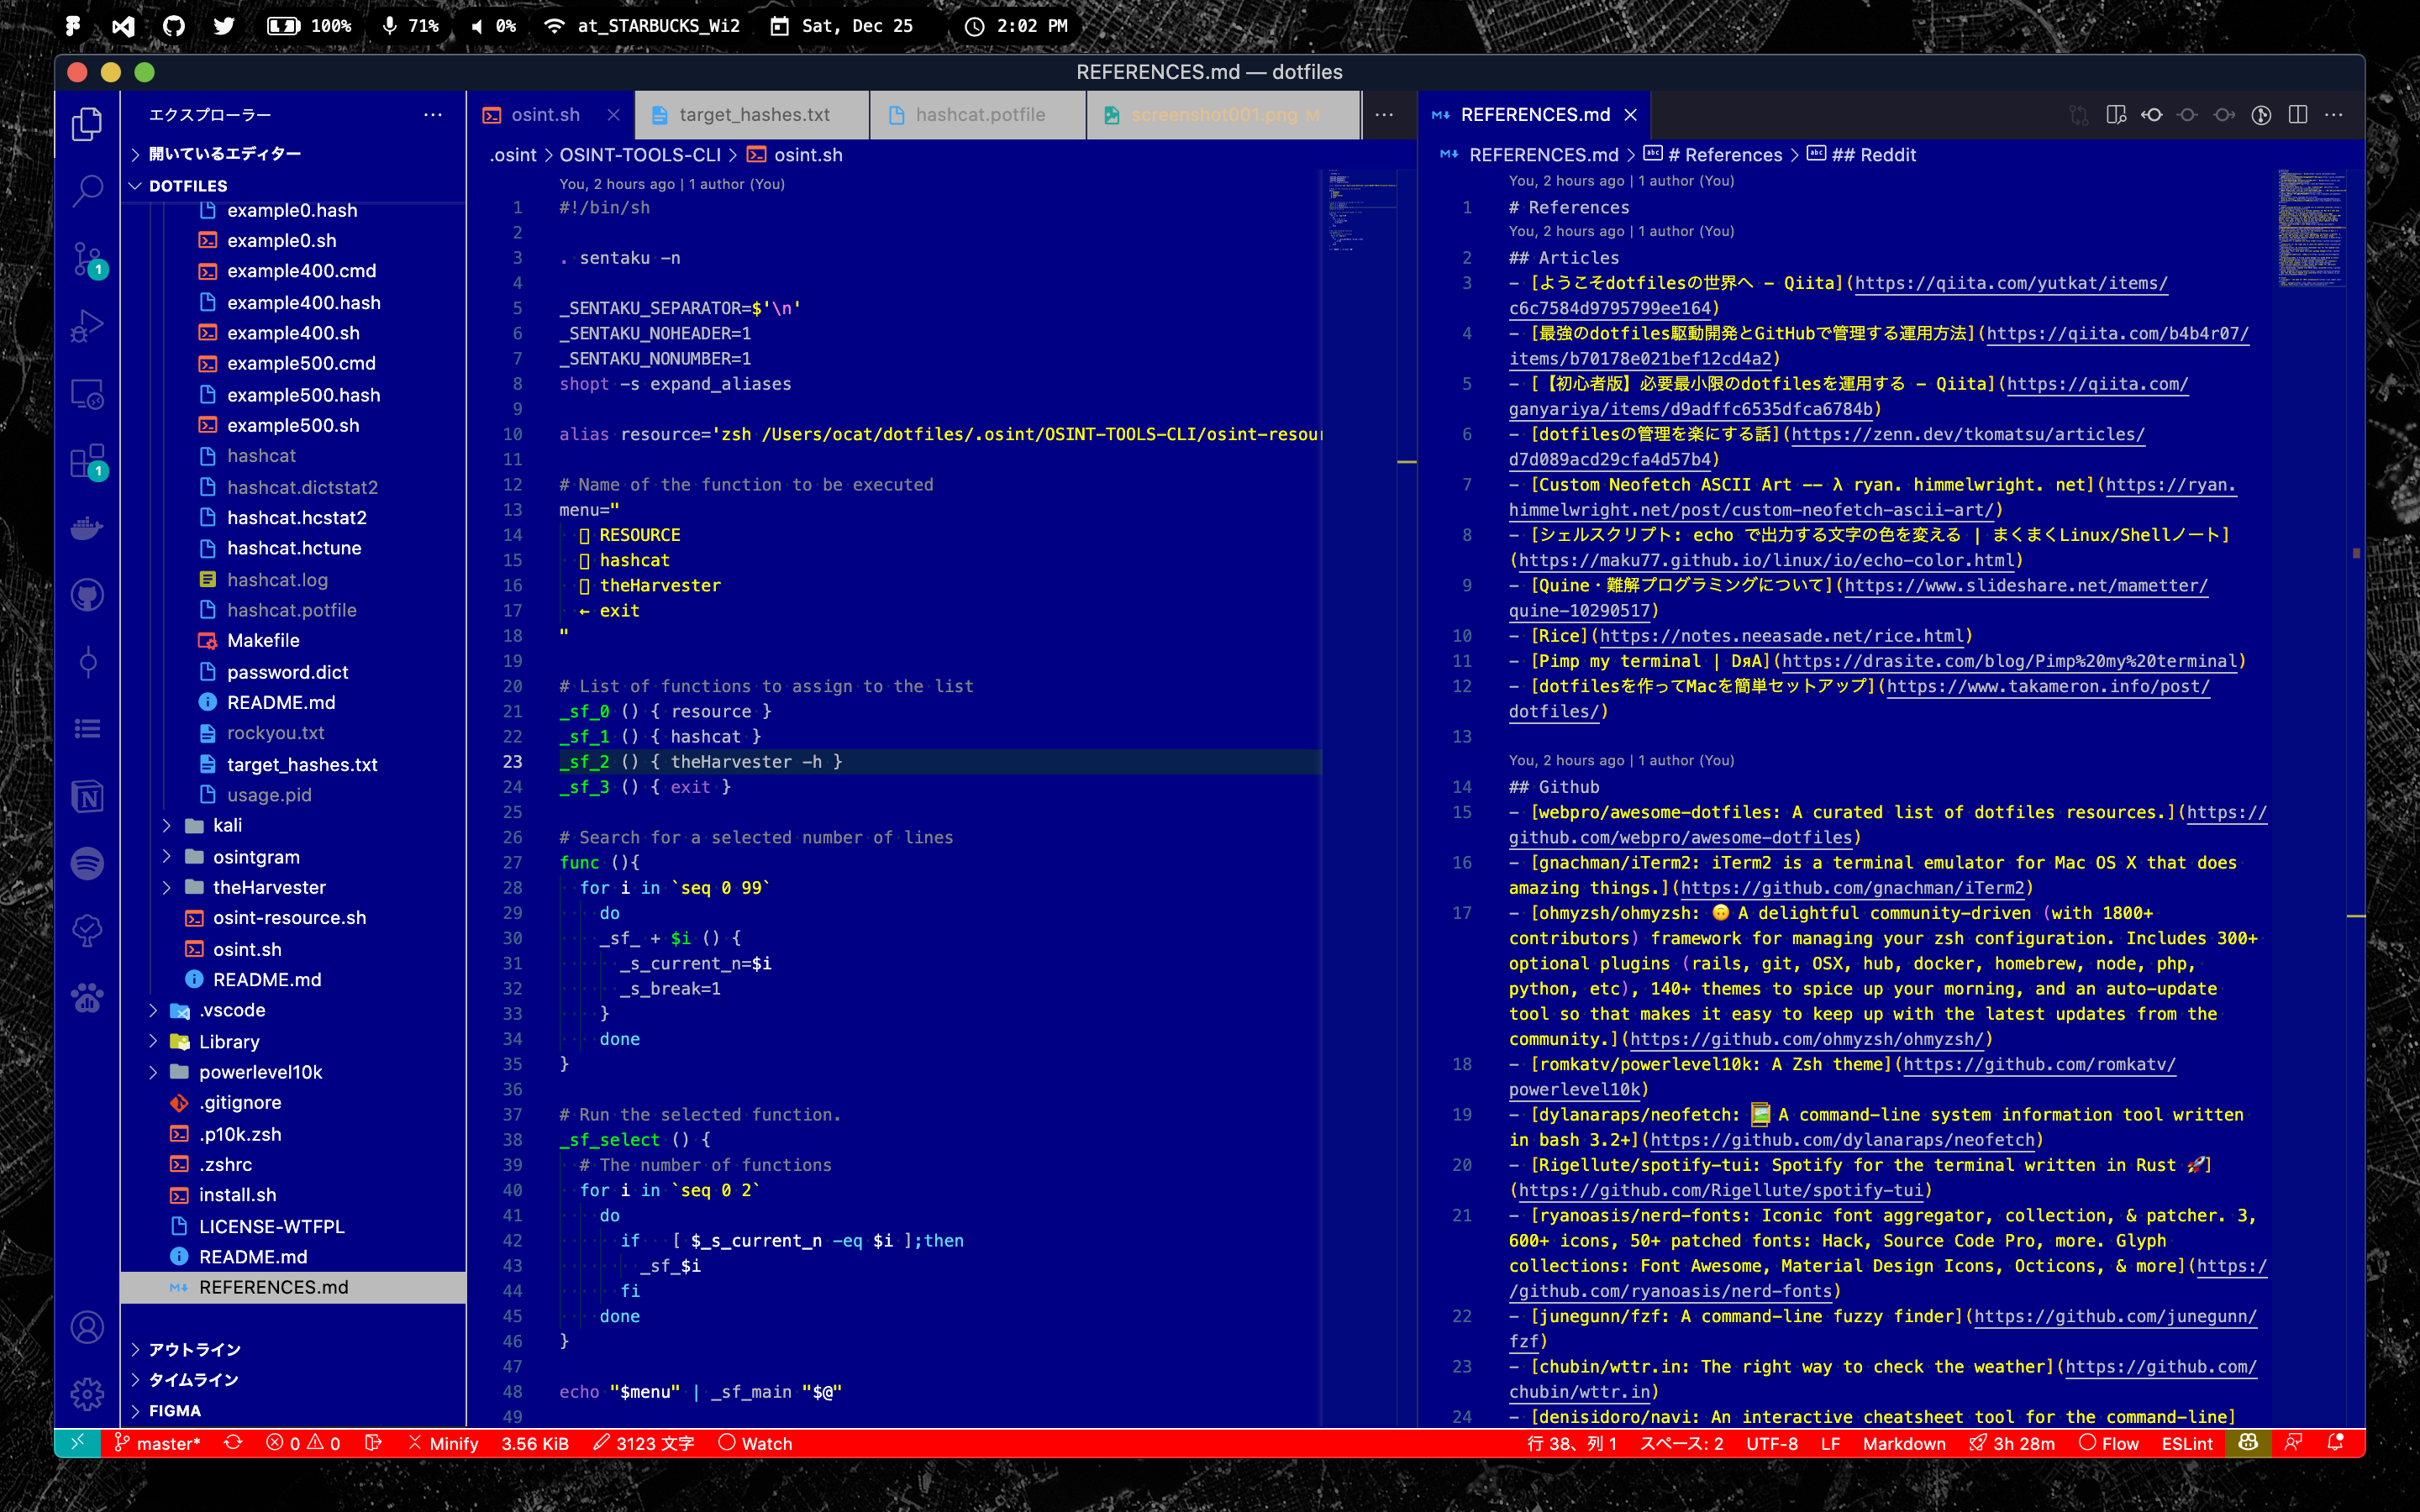 100%
71%
0%
at_STARBUCKS_Wi2
Sat, Dec 25
2:02 PM
REFERENCES.md — dotfiles
エクスプローラー
開いているエディター
DOTFILES
example0.hash
example0.sh
example400.cmd
example400.hash
example400.sh
example500.cmd
example500.hash
example500.sh
hashcat
hashcat.dictstat2
hashcat.hcstat2
hashcat.hctune
hashcat.log
hashcat.potfile
Makefile
password.dict
README.md
rockyou.txt
target_hashes.txt
usage.pid
kali
osintgram
theHarvester
osint-resource.sh
osint.sh
README.md
.vscode
Library
powerlevel10k
.gitignore
.p10k.zsh
.zshrc
install.sh
LICENSE-WTFPL
README.md
REFERENCES.md
アウトライン
タイムライン
FIGMA
1
1
osint.sh
target_hashes.txt
hashcat.potfile
screenshot001.png M
.osint > OSINT-TOOLS-CLI > osint.sh
You, 2 hours ago | 1 author (You)
1 #!/bin/sh
2
3 . sentaku -n
4
5 _SENTAKU_SEPARATOR=$'\n'
6 _SENTAKU_NOHEADER=1
7 _SENTAKU_NONUMBER=1
8 shopt -s expand_aliases
9
10 alias resource='zsh /Users/ocat/dotfiles/.osint/OSINT-TOOLS-CLI/osint-resour
11
12 # Name of the function to be executed
13 menu="
14 RESOURCE
15 hashcat
16 theHarvester
17 ← exit
18 "
19
20 # List of functions to assign to the list
21 _sf_0 () { resource }
22 _sf_1 () { hashcat }
23 _sf_2 () { theHarvester -h }
24 _sf_3 () { exit }
25
26 # Search for a selected number of lines
27 func (){
28 for i in `seq 0 99`
29 do
30 _sf_ + $i () {
31 _s_current_n=$i
32 _s_break=1
33 }
34 done
35 }
36
37 # Run the selected function.
38 _sf_select () {
39 # The number of functions
40 for i in `seq 0 2`
41 do
42 if [ $_s_current_n -eq $i ];then
43 _sf_$i
44 fi
45 done
46 }
47
48 echo "$menu" | _sf_main "$@"
49
REFERENCES.md
REFERENCES.md > # References > ## Reddit
You, 2 hours ago | 1 author (You)
1 # References
You, 2 hours ago | 1 author (You)
2 ## Articles
3 - [ようこそdotfilesの世界へ - Qiita](https://qiita.com/yutkat/items/
c6c7584d9795799ee164)
4 - [最強のdotfiles駆動開発とGitHubで管理する運用方法](https://qiita.com/b4b4r07/
items/b70178e021bef12cd4a2)
5 - [【初心者版】必要最小限のdotfilesを運用する - Qiita](https://qiita.com/
ganyariya/items/d9adffc6535dfca6784b)
6 - [dotfilesの管理を楽にする話](https://zenn.dev/tkomatsu/articles/
d7d089acd29cfa4d57b4)
7 - [Custom Neofetch ASCII Art –– λ ryan. himmelwright. net](https://ryan.
himmelwright.net/post/custom-neofetch-ascii-art/)
8 - [シェルスクリプト: echo で出力する文字の色を変える | まくまくLinux/Shellノート]
(https://maku77.github.io/linux/io/echo-color.html)
9 - [Quine・難解プログラミングについて](https://www.slideshare.net/mametter/
quine-10290517)
10 - [Rice](https://notes.neeasade.net/rice.html)
11 - [Pimp my terminal | DяA](https://drasite.com/blog/Pimp%20my%20terminal)
12 - [dotfilesを作ってMacを簡単セットアップ](https://www.takameron.info/post/
dotfiles/)
13
You, 2 hours ago | 1 author (You)
14 ## Github
15 - [webpro/awesome-dotfiles: A curated list of dotfiles resources.](https://
github.com/webpro/awesome-dotfiles)
16 - [gnachman/iTerm2: iTerm2 is a terminal emulator for Mac OS X that does
amazing things.](https://github.com/gnachman/iTerm2)
17 - [ohmyzsh/ohmyzsh: 🙃 A delightful community-driven (with 1800+
contributors) framework for managing your zsh configuration. Includes 300+
optional plugins (rails, git, OSX, hub, docker, homebrew, node, php,
python, etc), 140+ themes to spice up your morning, and an auto-update
tool so that makes it easy to keep up with the latest updates from the
community.](https://github.com/ohmyzsh/ohmyzsh/)
18 - [romkatv/powerlevel10k: A Zsh theme](https://github.com/romkatv/
powerlevel10k)
19 - [dylanaraps/neofetch: 🖼️ A command-line system information tool written
in bash 3.2+](https://github.com/dylanaraps/neofetch)
20 - [Rigellute/spotify-tui: Spotify for the terminal written in Rust 🚀]
(https://github.com/Rigellute/spotify-tui)
21 - [ryanoasis/nerd-fonts: Iconic font aggregator, collection, & patcher. 3,
600+ icons, 50+ patched fonts: Hack, Source Code Pro, more. Glyph
collections: Font Awesome, Material Design Icons, Octicons, & more](https:/
/github.com/ryanoasis/nerd-fonts)
22 - [junegunn/fzf: A command-line fuzzy finder](https://github.com/junegunn/
fzf)
23 - [chubin/wttr.in: The right way to check the weather](https://github.com/
chubin/wttr.in)
24 - [denisidoro/navi: An interactive cheatsheet tool for the command-line]
master*
0
0
Minify
3.56 KiB
3123 文字
Watch
行 38、列 1
スペース: 2
UTF-8
LF
Markdown
3h 28m
Flow
ESLint